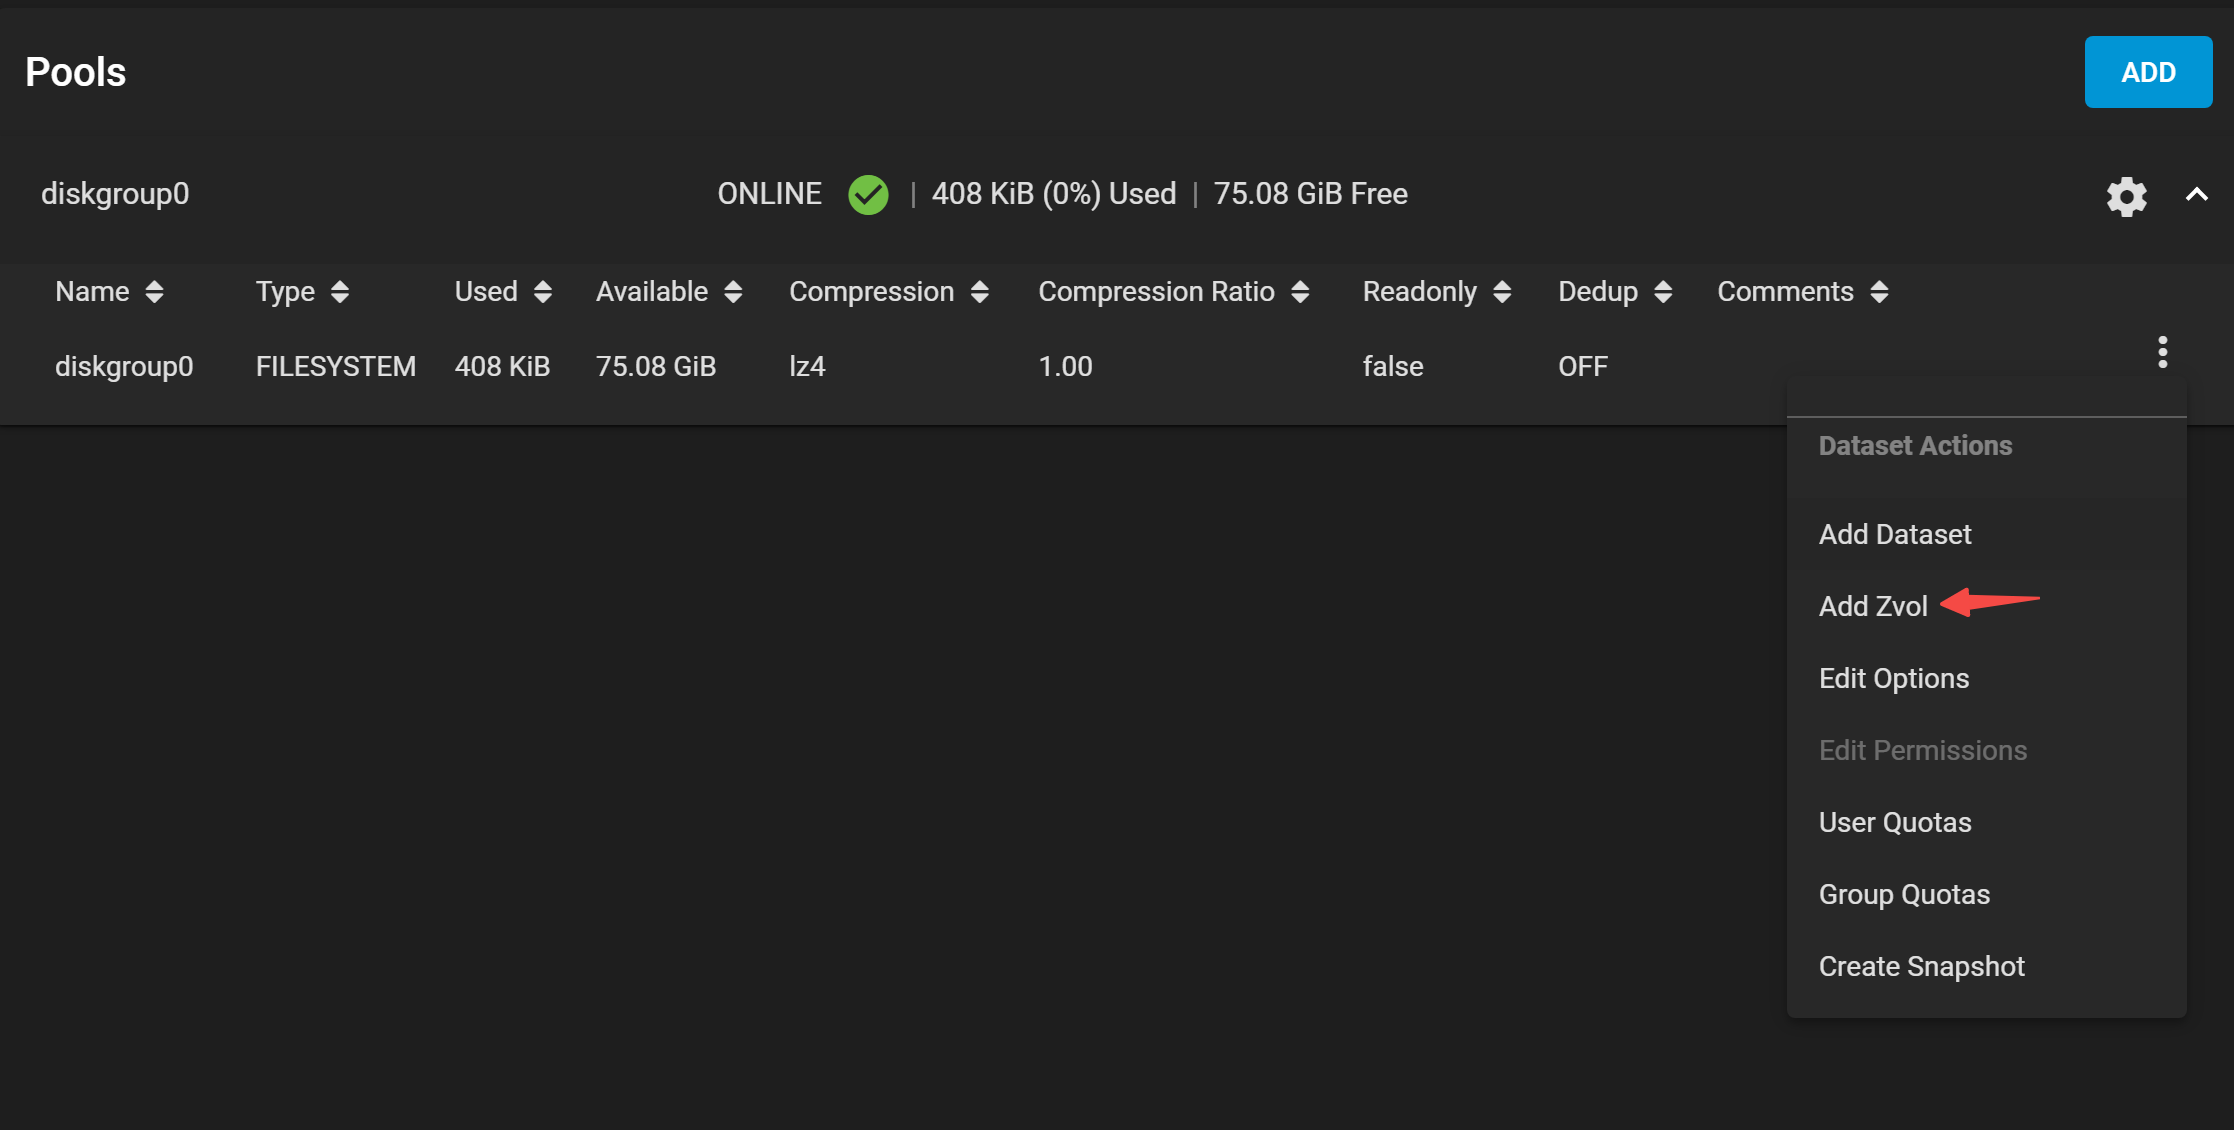 Pools
ADD
diskgroup0
ONLINE | 408 KiB (0%) Used | 75.08 GiB Free
Name Type Used Available Compression Compression Ratio Readonly Dedup Comments
diskgroup0 FILESYSTEM 408 KiB 75.08 GiB lz4 1.00 false OFF
Dataset Actions
Add Dataset
Add Zvol
Edit Options
Edit Permissions
User Quotas
Group Quotas
Create Snapshot